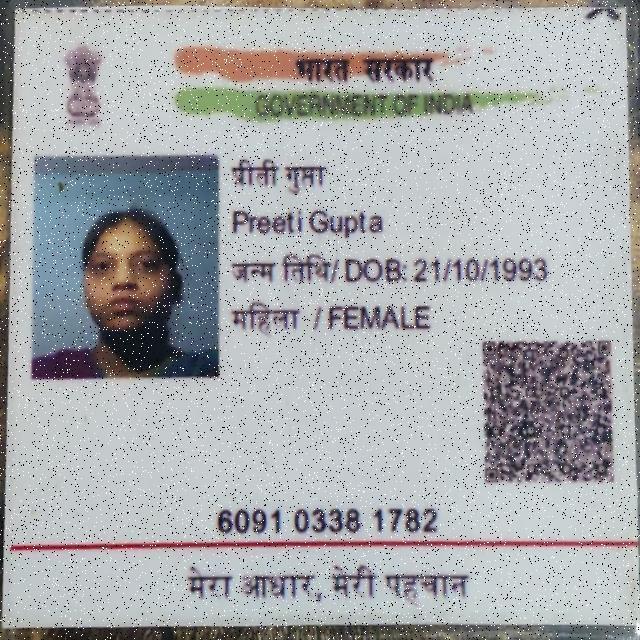 भारत सरकार
GOVERNMENT OF INDIA
प्रीती गुप्ता
Preeti Gupta
जन्म तिथि/ DOB: 21/10/1993
महिला / FEMALE
6091 0338 1782
मेरा आधार, मेरी पहचान